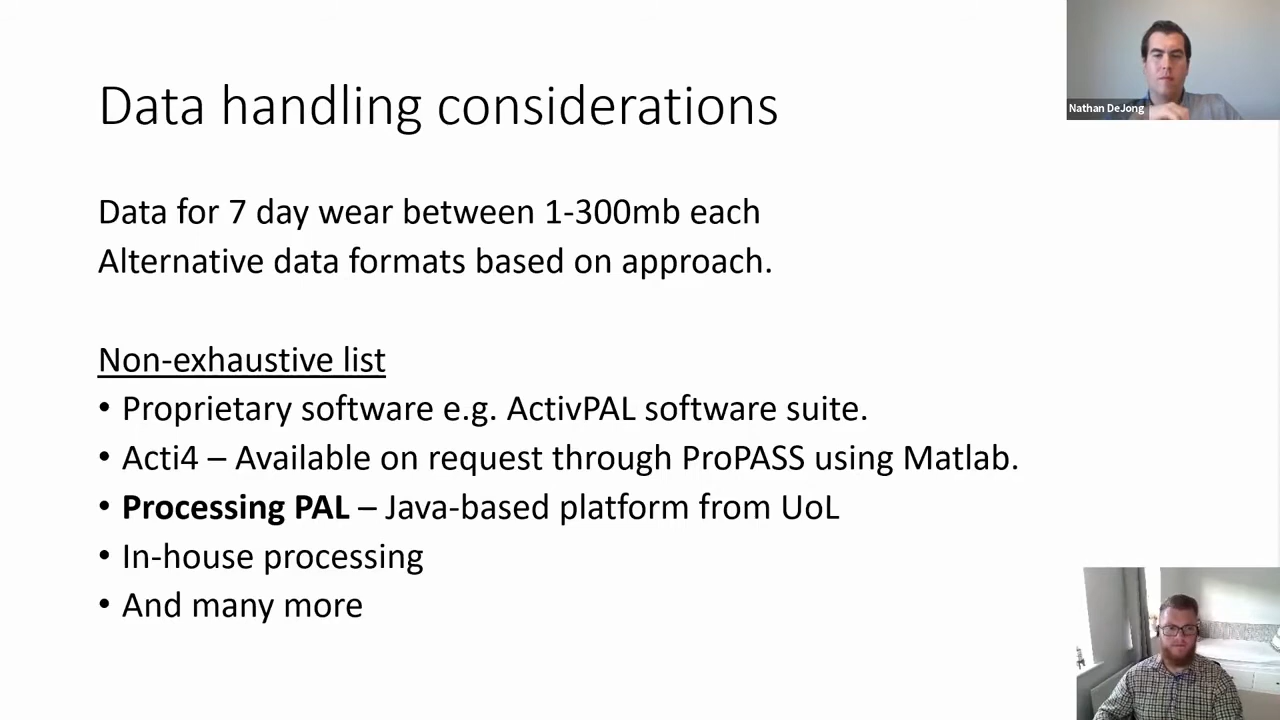 Data handling considerations
Nathan DeJong
Data for 7 day wear between 1-300mb each
Alternative data formats based on approach.
Non-exhaustive list
• Proprietary software e.g. ActivPAL software suite.
• Acti4 – Available on request through ProPASS using Matlab.
• Processing PAL – Java-based platform from UoL
• In-house processing
• And many more